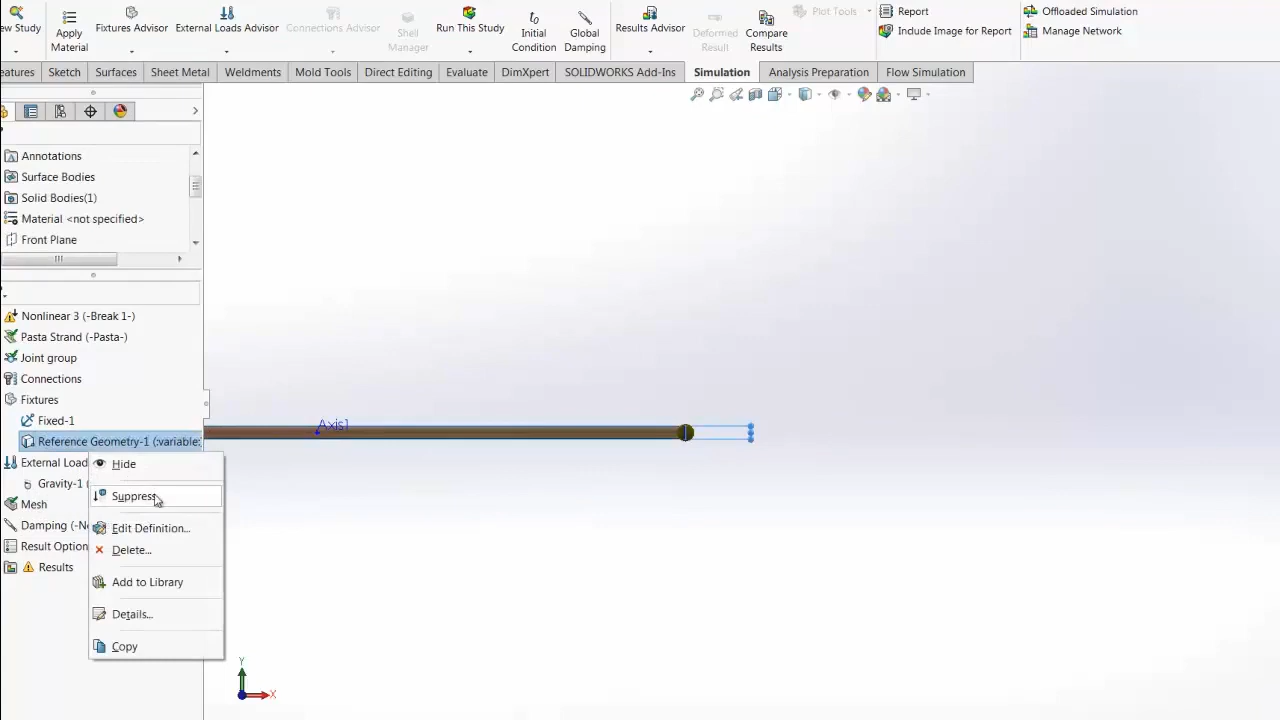 ew Study
Apply
Material
Fixtures Advisor
External Loads Advisor
Connections Advisor
Shell
Manager
Run This Study
Initial
Condition
Global
Damping
Results Advisor
Deformed
Result
Compare
Results
Plot Tools
Report
Include Image for Report
Offloaded Simulation
Manage Network
eatures
Sketch
Surfaces
Sheet Metal
Weldments
Mold Tools
Direct Editing
Evaluate
DimXpert
SOLIDWORKS Add-Ins
Simulation
Analysis Preparation
Flow Simulation
Annotations
Surface Bodies
Solid Bodies(1)
Material <not specified>
Front Plane
Nonlinear 3 (-Break 1-)
Pasta Strand (-Pasta-)
Joint group
Connections
Fixtures
Fixed-1
Reference Geometry-1 (:variable:
External Load
Gravity-1 (
Mesh
Damping (-N
Result Option
Results
Hide
Suppress
Edit Definition...
Delete...
Add to Library
Details...
Copy
Axis1
Y
X